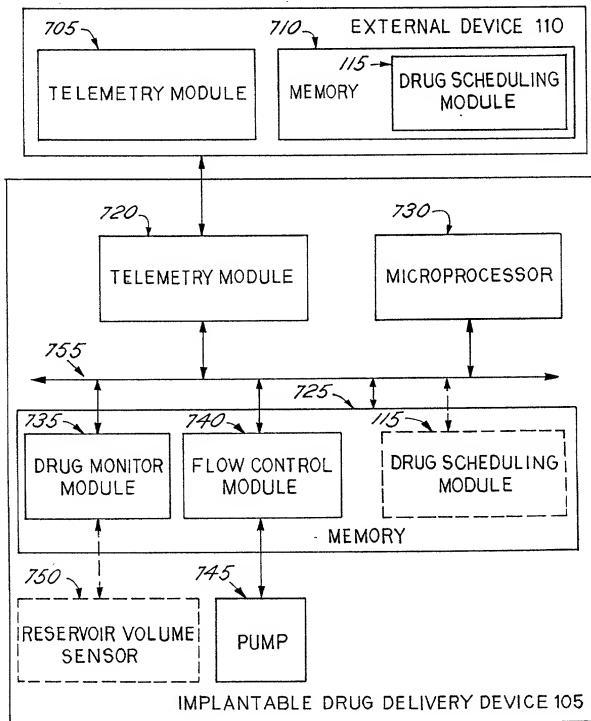 705
710
EXTERNAL DEVICE 110
115
TELEMETRY MODULE
MEMORY
DRUG SCHEDULING
MODULE
720
730
TELEMETRY MODULE
MICROPROCESSOR
755
725
735
740
115
DRUG MONITOR
MODULE
FLOW CONTROL
MODULE
DRUG SCHEDULING
MODULE
MEMORY
750
745
RESERVOIR VOLUME
SENSOR
PUMP
IMPLANTABLE DRUG DELIVERY DEVICE 105